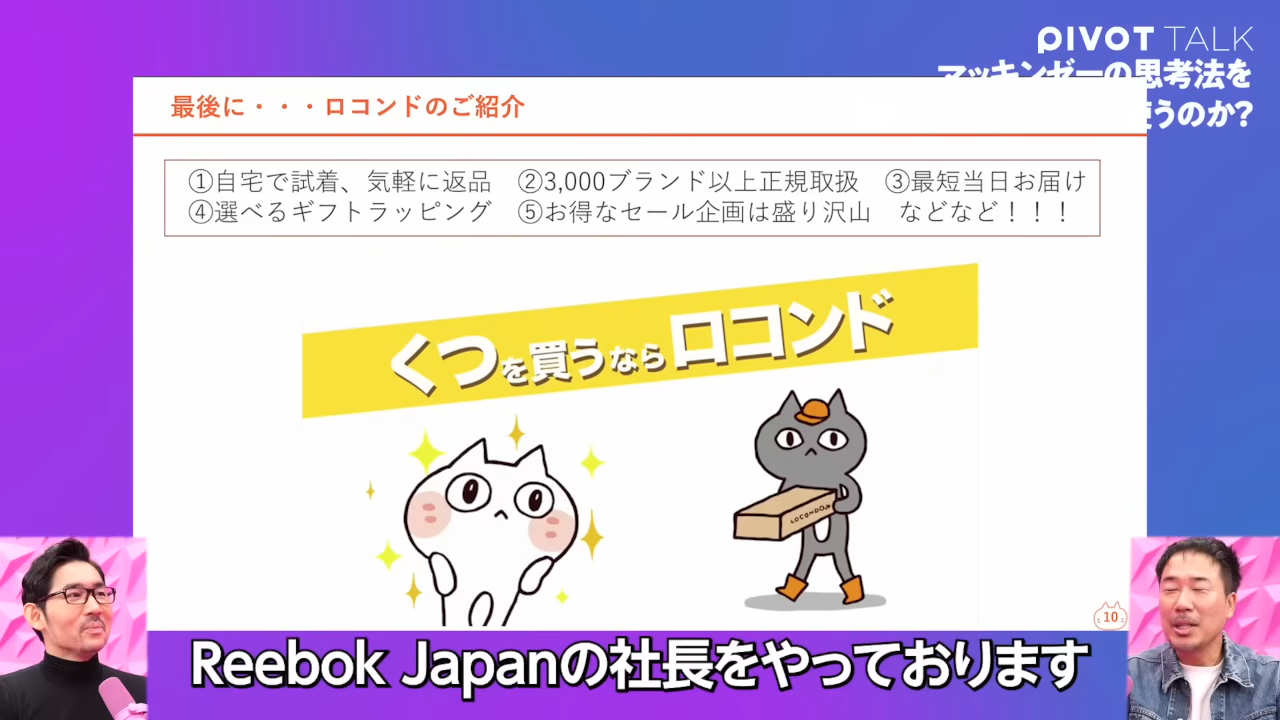 PIVOT TALK
マッキンゼーの思考法を
使うのか?
最後に・・・ロコンドのご紹介
①自宅で試着、気軽に返品 ②3,000ブランド以上正規取扱 ③最短当日お届け
④選べるギフトラッピング ⑤お得なセール企画は盛り沢山 などなど！！！
くつを買うならロコンド
LOCONDO.jp
10
Reebok Japanの社長をやっております